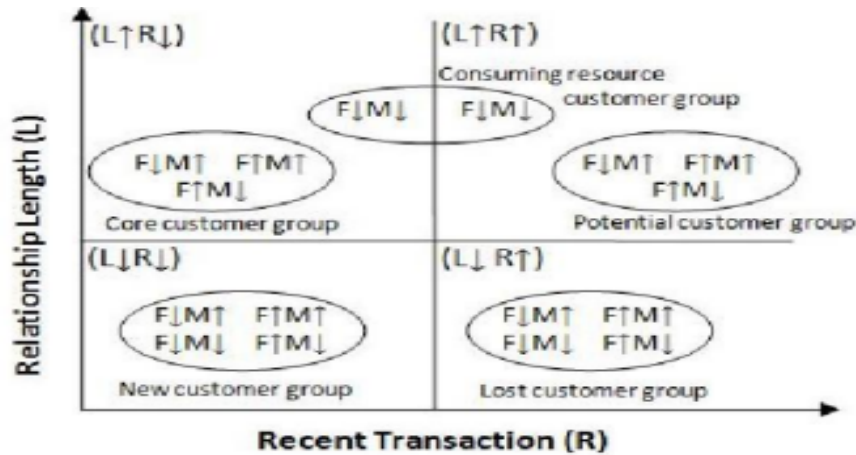 (L↑R↓)
(L↑R↑)
Consuming resource
customer group
F↓M↓
F↓M↓
F↓M↑ F↑M↑
F↑M↓
Core customer group
F↓M↑ F↑M↑
F↑M↓
Potential customer group
(L↓R↓)
(L↓ R↑)
F↓M↑ F↑M↑
F↓M↓ F↑M↓
New customer group
F↓M↑ F↑M↑
F↓M↓ F↑M↓
Lost customer group
Relationship Length (L)
Recent Transaction (R)